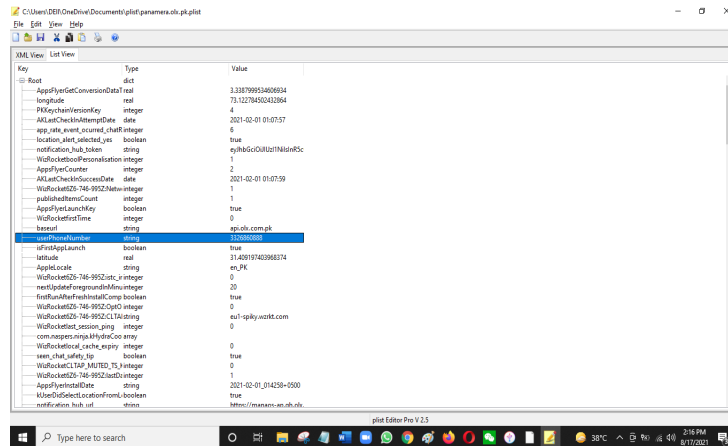 C:\Users\DELL\OneDrive\Documents\plist\panamera.olx.pk.plist
File Edit View Help
XML View List View
Key Type Value
Root dict
AppsFlyerGetConversionDataT real 3.3387999534606934
longitude real 73.122784502432864
PKKeychainVersionKey integer 4
AKLastCheckInAttemptDate date 2021-02-01 01:07:57
app_rate_event_ocurred_chatR integer 6
location_alert_selected_yes boolean true
notification_hub_token string eyJhbGciOiJIUzI1NiIsInR5c
WizRocketboolPersonalisation integer 1
AppsFlyerCounter integer 2
AKLastCheckInSuccessDate date 2021-02-01 01:07:59
WizRocket6Z6-746-995Z:Netw integer 1
publishedItemsCount integer 1
AppsFlyerLaunchKey boolean true
WizRocketfirstTime integer 0
baseurl string api.olx.com.pk
userPhoneNumber string 3326860888
isFirstAppLaunch boolean true
latitude real 31.409197403968374
AppleLocale string en_PK
WizRocket6Z6-746-995Z:istc_ir integer 0
nextUpdateForegroundInMinu integer 20
firstRunAfterFreshInstallComp boolean true
WizRocket6Z6-746-995Z:OptO integer 0
WizRocket6Z6-746-995Z:CLTAI string eu1-spiky.wzrkt.com
WizRocketlast_session_ping integer 0
com.naspers.ninja.kHydraCoo array
WizRocketlocal_cache_expiry integer 0
seen_chat_safety_tip boolean true
WizRocketCLTAP_MUTED_TS_K integer 0
WizRocket6Z6-746-995Z:lastDa integer 1
AppsFlyerInstallDate string 2021-02-01_014258+0500
kUserDidSelectLocationFromL boolean true
notification_hub_url string
plist Editor Pro V 2.5
Type here to search
38°C
2:16 PM
8/17/2021